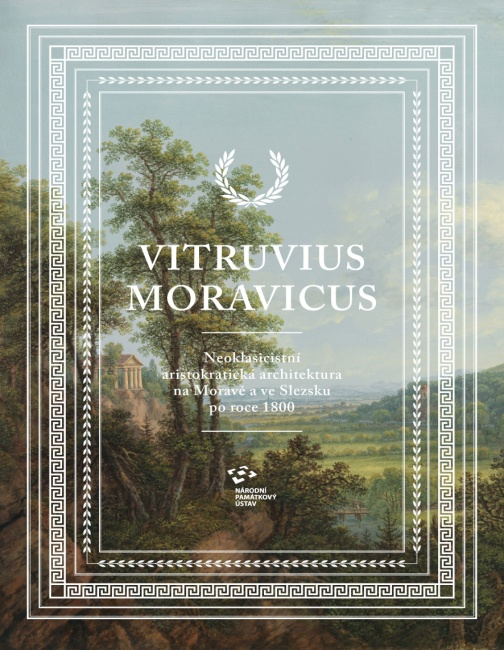 VITRUVIUS
MORAVICUS
Neoklasicistní
aristokratická architektura
na Moravě a ve Slezsku
po roce 1800
NÁRODNÍ
PAMÁTKOVÝ
ÚSTAV